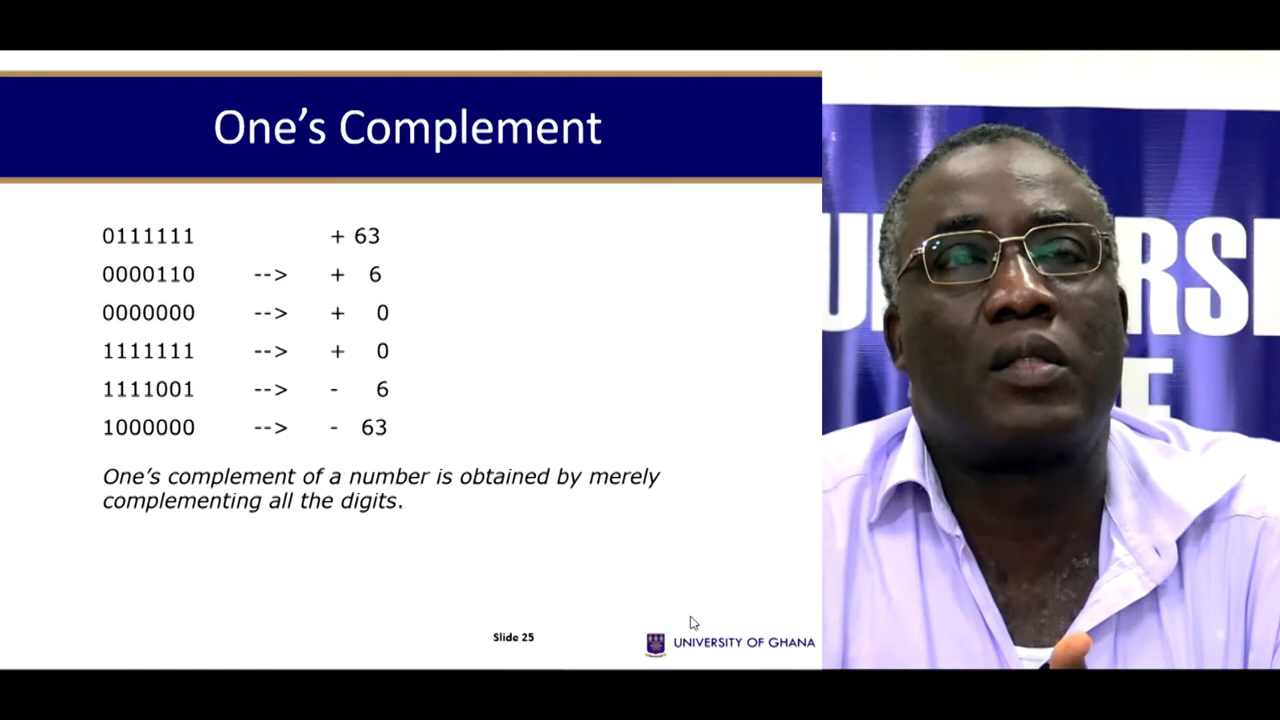 One's Complement
0111111 + 63
0000110 --> + 6
0000000 --> + 0
1111111 --> + 0
1111001 --> - 6
1000000 --> - 63
One's complement of a number is obtained by merely
complementing all the digits.
Slide 25
UNIVERSITY OF GHANA